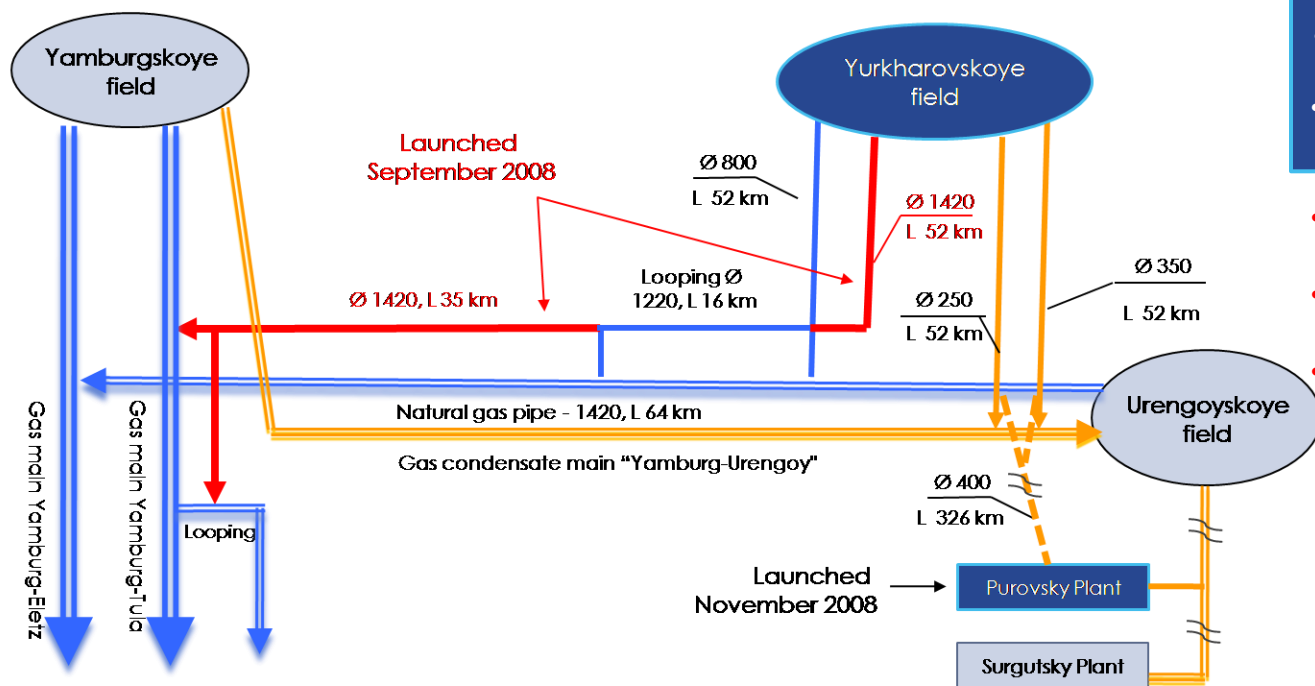 Yamburgskoye
field
Yurkharovskoye
field
Launched
September 2008
Ø 800
L 52 km
Ø 1420
L 52 km
Looping Ø
1220, L 16 km
Ø 1420, L 35 km
Ø 250
L 52 km
Ø 350
L 52 km
Natural gas pipe - 1420, L 64 km
Urengoyskoye
field
Gas condensate main "Yamburg-Urengoy"
Gas main Yamburg-Eletz
Gas main Yamburg-Tula
Looping
Ø 400
L 326 km
Launched
November 2008
Purovsky Plant
Surgutsky Plant